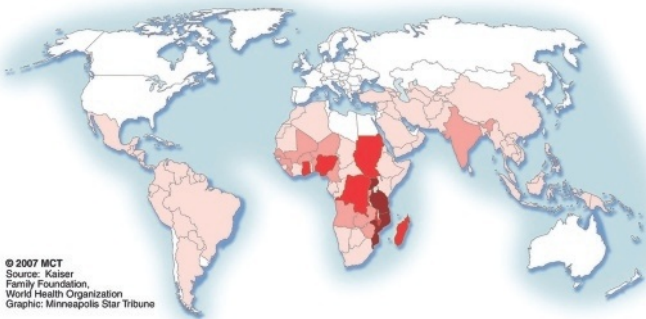 © 2007 MCT
Source: Kaiser
Family Foundation,
World Health Organization
Graphic: Minneapolis Star Tribune